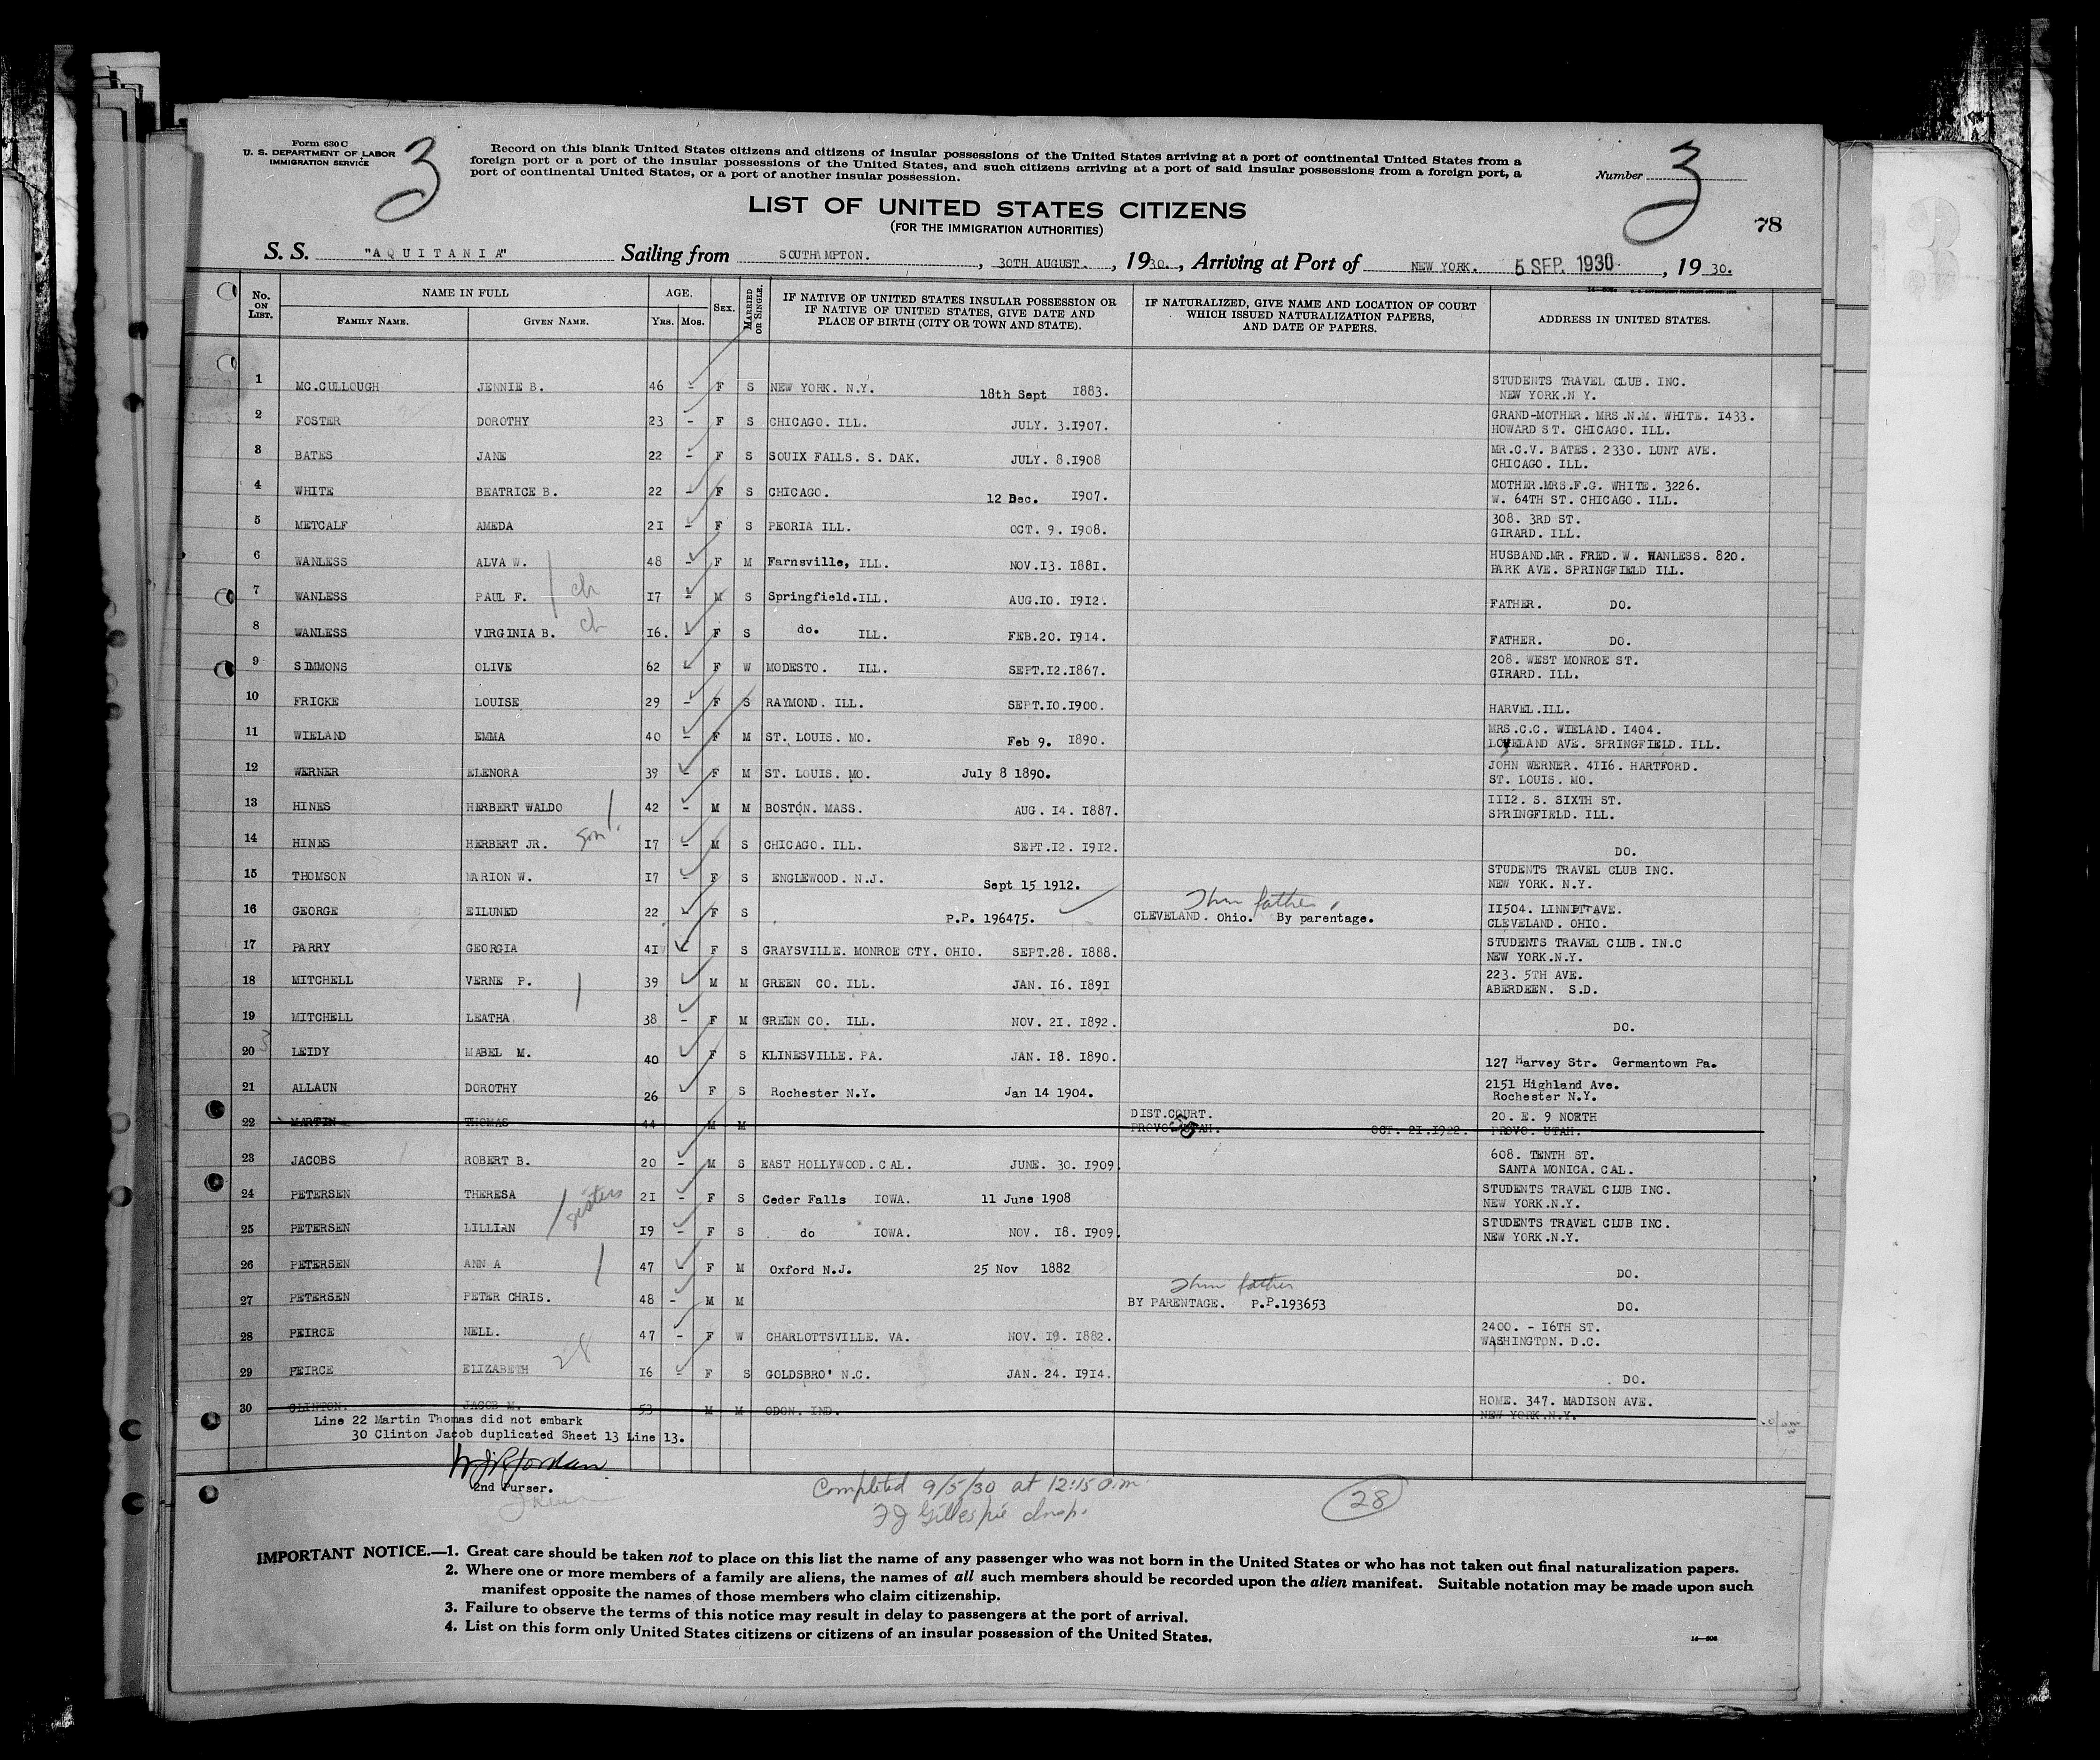 Form 630 C
U. S. DEPARTMENT OF LABOR
IMMIGRATION SERVICE
3
Record on this blank United States citizens and citizens of insular possessions of the United States arriving at a port of continental United States from a
foreign port or a port of the insular possessions of the United States, and such citizens arriving at a port of said insular possessions from a foreign port, a
port of continental United States, or a port of another insular possession.
Number 3
LIST OF UNITED STATES CITIZENS
(FOR THE IMMIGRATION AUTHORITIES)
78
S. S. "AQUITANIA" Sailing from SOUTHAMPTON. , 30TH AUGUST. , 1930. , Arriving at Port of NEW YORK. 5 SEP. 1930 , 19 30.
No. ON LIST. NAME IN FULL FAMILY NAME. GIVEN NAME. AGE. YRS. MOS. SEX. MARRIED OR SINGLE. IF NATIVE OF UNITED STATES INSULAR POSSESSION OR IF NATIVE OF UNITED STATES, GIVE DATE AND PLACE OF BIRTH (CITY OR TOWN AND STATE). IF NATURALIZED, GIVE NAME AND LOCATION OF COURT WHICH ISSUED NATURALIZATION PAPERS, AND DATE OF PAPERS. ADDRESS IN UNITED STATES.
1 MC.CULLOUGH JENNIE B. 46 - F S NEW YORK. N.Y. 18th Sept 1883. STUDENTS TRAVEL CLUB. INC.
NEW YORK.N Y.
2 FOSTER DOROTHY 23 - F S CHICAGO. ILL. JULY. 3.1907. GRAND-MOTHER. MRS.N.M. WHITE. 1433.
HOWARD ST. CHICAGO. ILL.
3 BATES JANE 22 - F S SOUIX FALLS. S. DAK. JULY. 8.1908 MR.C.V. BATES. 2330. LUNT AVE.
CHICAGO. ILL.
4 WHITE BEATRICE B. 22 - F S CHICAGO. 12 Dec. 1907. MOTHER.MRS.F.G. WHITE. 3226.
W. 64TH ST. CHICAGO. ILL.
5 METCALF AMEDA 21 - F S PEORIA ILL. OCT. 9. 1908. 308. 3RD ST.
GIRARD. ILL.
6 WANLESS ALVA W. 48 - F M Farnsville, ILL. NOV.13. 1881. HUSBAND.MR. FRED. W. WANLESS. 820.
PARK AVE. SPRINGFIELD ILL.
7 WANLESS PAUL F. ch 17 - M S Springfield.ILL. AUG.10. 1912. FATHER. DO.
8 WANLESS VIRGINIA B. ch 16. - F S do. ILL. FEB.20. 1914. FATHER. DO.
9 SIMMONS OLIVE 62 F W MODESTO. ILL. SEPT.12.1867. 208. WEST MONROE ST.
GIRARD. ILL.
10 FRICKE LOUISE 29 - F S RAYMOND. ILL. SEPT.10.1900. HARVEL.ILL.
11 WIELAND EMMA 40 - F M ST. LOUIS. MO. Feb 9. 1890. MRS.C.C. WIELAND. 1404.
LOVELAND AVE. SPRINGFIELD. ILL.
12 WERNER ELENORA 39 - F M ST. LOUIS. MO. July 8 1890. JOHN WERNER. 4116. HARTFORD.
ST. LOUIS. MO.
13 HINES HERBERT WALDO 42 - M M BOSTON. MASS. AUG. 14. 1887. 1112. S. SIXTH ST.
SPRINGFIELD. ILL.
14 HINES HERBERT JR. son 17 - M S CHICAGO. ILL. SEPT.12. 1912. DO.
15 THOMSON MARION W. 17 - F S ENGLEWOOD. N.J. Sept 15 1912. STUDENTS TRAVEL CLUB INC.
NEW YORK. N.Y.
16 GEORGE EILUNED 22 F S P.P. 196475. Thru father, CLEVELAND. Ohio. By parentage. 11504. LINNETT AVE.
CLEVELAND. OHIO.
17 PARRY GEORGIA 41 F S GRAYSVILLE. MONROE CTY. OHIO. SEPT.28. 1888. STUDENTS TRAVEL CLUB. IN.C
NEW YORK.N.Y.
18 MITCHELL VERNE P. 39 M M GREEN CO. ILL. JAN. 16. 1891 223. 5TH AVE.
ABERDEEN. S.D.
19 MITCHELL LEATHA 38 - F M GREEN CO. ILL. NOV. 21. 1892. DO.
20 LEIDY MABEL M. 40 F S KLINESVILLE. PA. JAN. 18. 1890. 127 Harvey Str. Germantown Pa.
21 ALLAUN DOROTHY 26 F S Rochester N.Y. Jan 14 1904. 2151 Highland Ave.
Rochester N.Y.
22 MARTIN THOMAS 44 M M DIST.COURT. PROVO. UTAH. OCT. 21.1922. 20. E. 9 NORTH
PROVO. UTAH.
23 JACOBS ROBERT B. 20 - M S EAST HOLLYWOOD. CAL. JUNE. 30. 1909. 608. TENTH ST.
SANTA MONICA. CAL.
24 PETERSEN THERESA sisters 21 - F S Ceder Falls IOWA. 11 June 1908 STUDENTS TRAVEL CLUB INC.
NEW YORK.N.Y.
25 PETERSEN LILLIAN 19 - F S do IOWA. NOV. 18. 1909. STUDENTS TRAVEL CLUB INC.
NEW YORK.N.Y.
26 PETERSEN ANN A 47 - F M Oxford N.J. 25 Nov 1882 DO.
27 PETERSEN PETER CHRIS. 48 - M M Thru father BY PARENTAGE. P.P.193653 DO.
28 PEIRCE NELL. 47 - F W CHARLOTTSVILLE. VA. NOV. 19. 1882. 2400. - 16TH ST.
WASHINGTON. D.C.
29 PEIRCE ELIZABETH 16 - F S GOLDSBRO' N.C. JAN. 24. 1914. DO.
30 CLINTON. JACOB M. 53 M M ODON. IND. HOME. 347. MADISON AVE.
NEW YORK.N.Y.
Line 22 Martin Thomas did not embark
30 Clinton Jacob duplicated Sheet 13 Line 13.
2nd Purser.
Completed 9/5/30 at 12:15 a.m.
FJ Gillespie Insp.
28
IMPORTANT NOTICE.—1. Great care should be taken not to place on this list the name of any passenger who was not born in the United States or who has not taken out final naturalization papers.
2. Where one or more members of a family are aliens, the names of all such members should be recorded upon the alien manifest. Suitable notation may be made upon such
manifest opposite the names of those members who claim citizenship.
3. Failure to observe the terms of this notice may result in delay to passengers at the port of arrival.
4. List on this form only United States citizens or citizens of an insular possession of the United States.